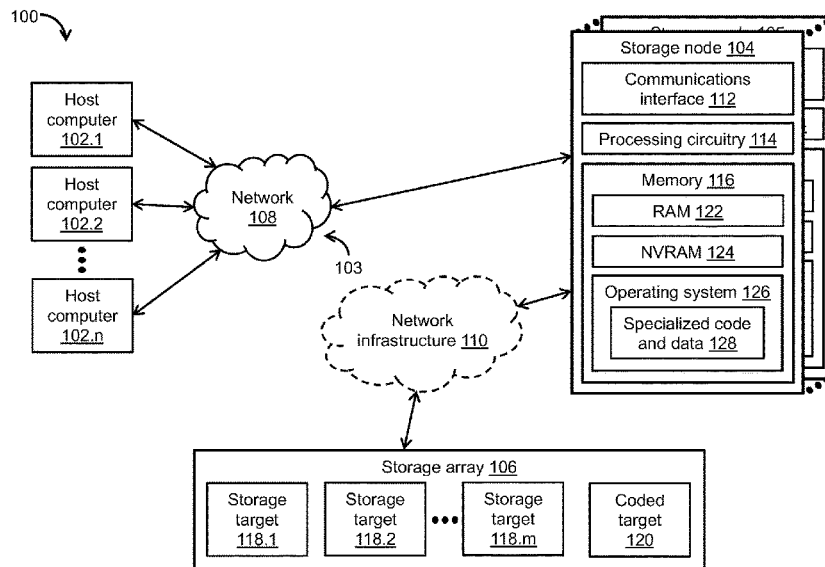 100
Host
computer
102.1
Host
computer
102.2
Host
computer
102.n
Network
108
103
Network
infrastructure 110
Storage node 104
Communications
interface 112
Processing circuitry 114
Memory 116
RAM 122
NVRAM 124
Operating system 126
Specialized code
and data 128
Storage array 106
Storage
target
118.1
Storage
target
118.2
Storage
target
118.m
Coded
target
120